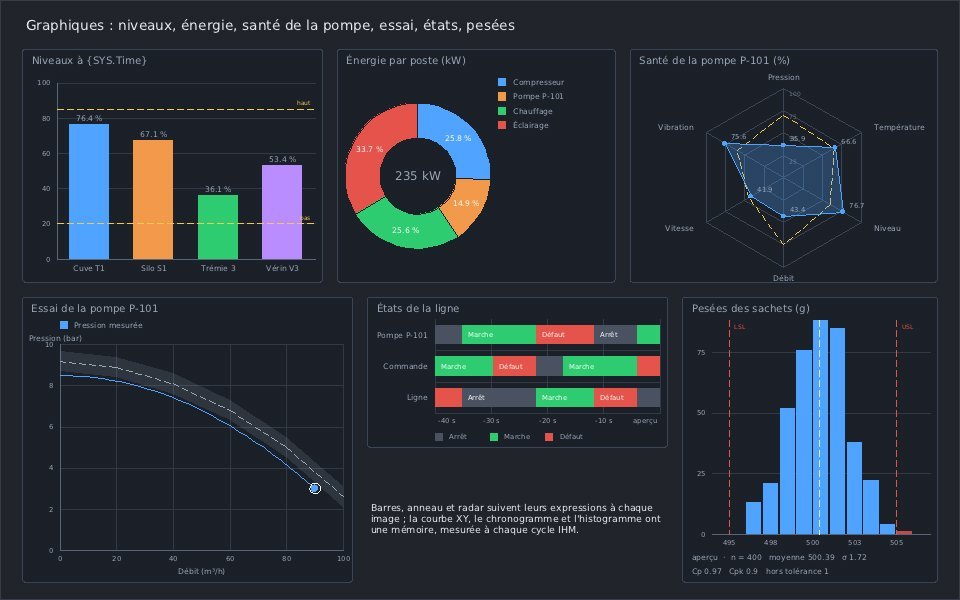 Graphiques : niveaux, énergie, santé de la pompe, essai, états, pesées
Niveaux à {SYS.Time}
100
80
60
40
20
0
haut
bas
76.4 %
67.1 %
36.1 %
53.4 %
Cuve T1
Silo S1
Trémie 3
Vérin V3
Énergie par poste (kW)
Compresseur
Pompe P-101
Chauffage
Éclairage
25.8 %
14.9 %
25.6 %
33.7 %
235 kW
Santé de la pompe P-101 (%)
Pression
Température
Niveau
Débit
Vitesse
Vibration
100
25
75.6
66.6
76.7
43.4
Essai de la pompe P-101
Pression mesurée
Pression (bar)
10
8
6
4
2
0
0
20
40
60
80
100
Débit (m³/h)
États de la ligne
Pompe P-101
Marche
Défaut
Arrêt
Commande
Marche
Défaut
Marche
Ligne
Arrêt
Marche
Défaut
-40 s
-30 s
-20 s
-10 s
aperçu
Arrêt
Marche
Défaut
Barres, anneau et radar suivent leurs expressions à chaque
image ; la courbe XY, le chronogramme et l'histogramme ont
une mémoire, mesurée à chaque cycle IHM.
Pesées des sachets (g)
LSL
USL
75
50
25
0
495
498
500
503
505
aperçu · n = 400 moyenne 500.39 σ 1.72
Cp 0.97 Cpk 0.9 hors tolérance 1